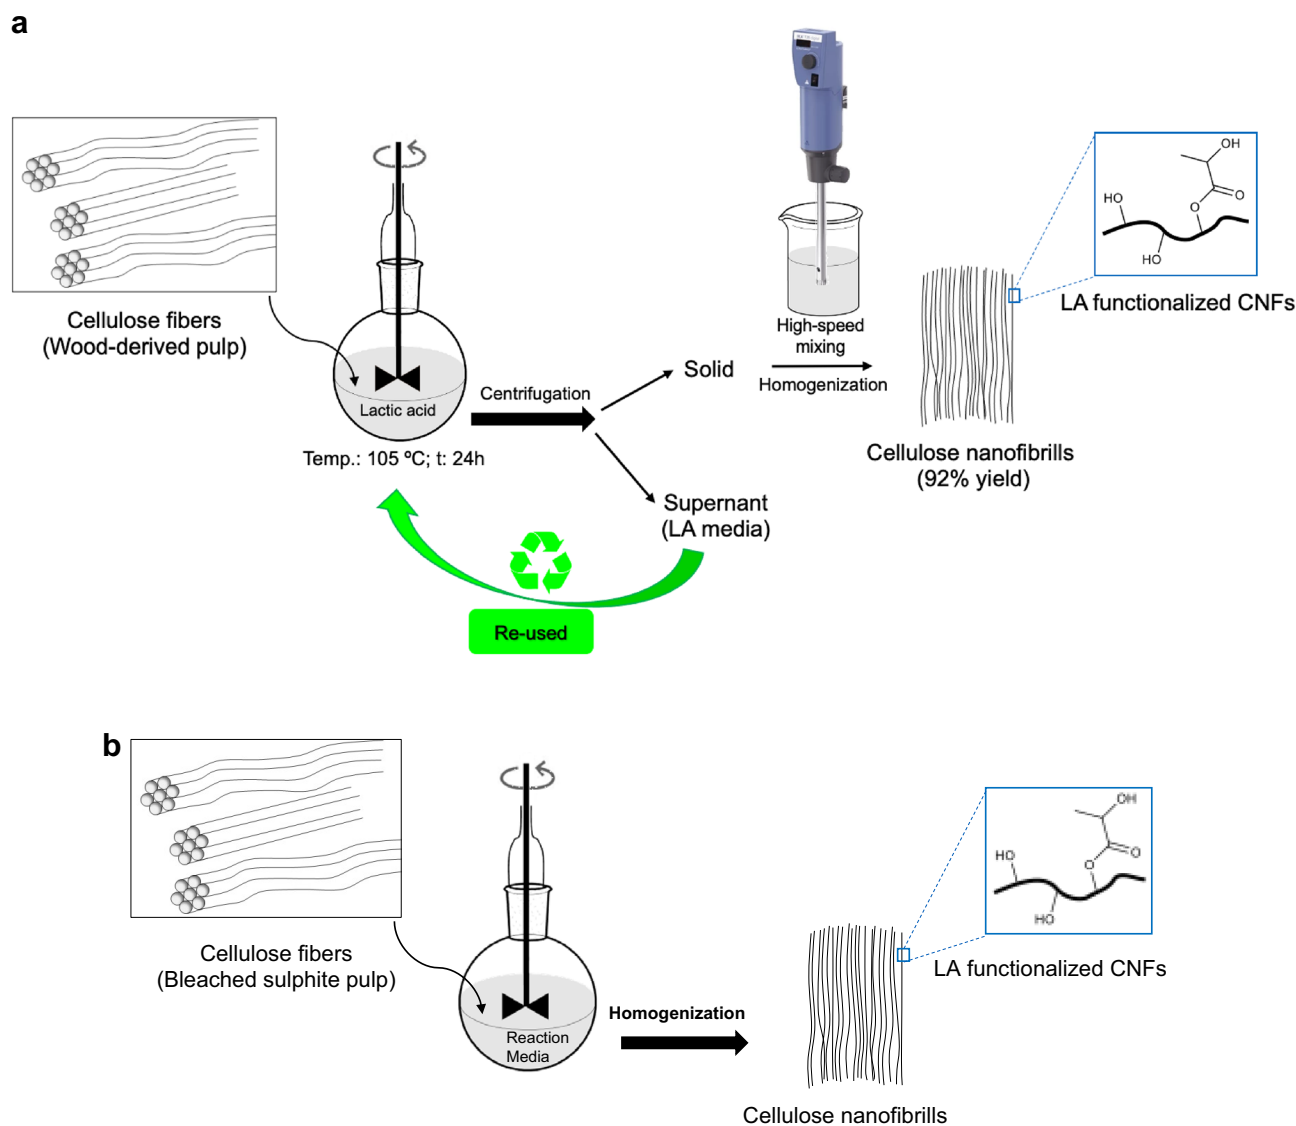 a
Cellulose fibers
(Wood-derived pulp)
Lactic acid
Temp.: 105 ºC; t: 24h
Centrifugation
Solid
Supernant
(LA media)
Re-used
High-speed
mixing
Homogenization
Cellulose nanofibrills
(92% yield)
OH
O
O
HO
HO
LA functionalized CNFs
b
Cellulose fibers
(Bleached sulphite pulp)
Reaction
Media
Homogenization
Cellulose nanofibrills
OH
O
O
HO
HO
LA functionalized CNFs